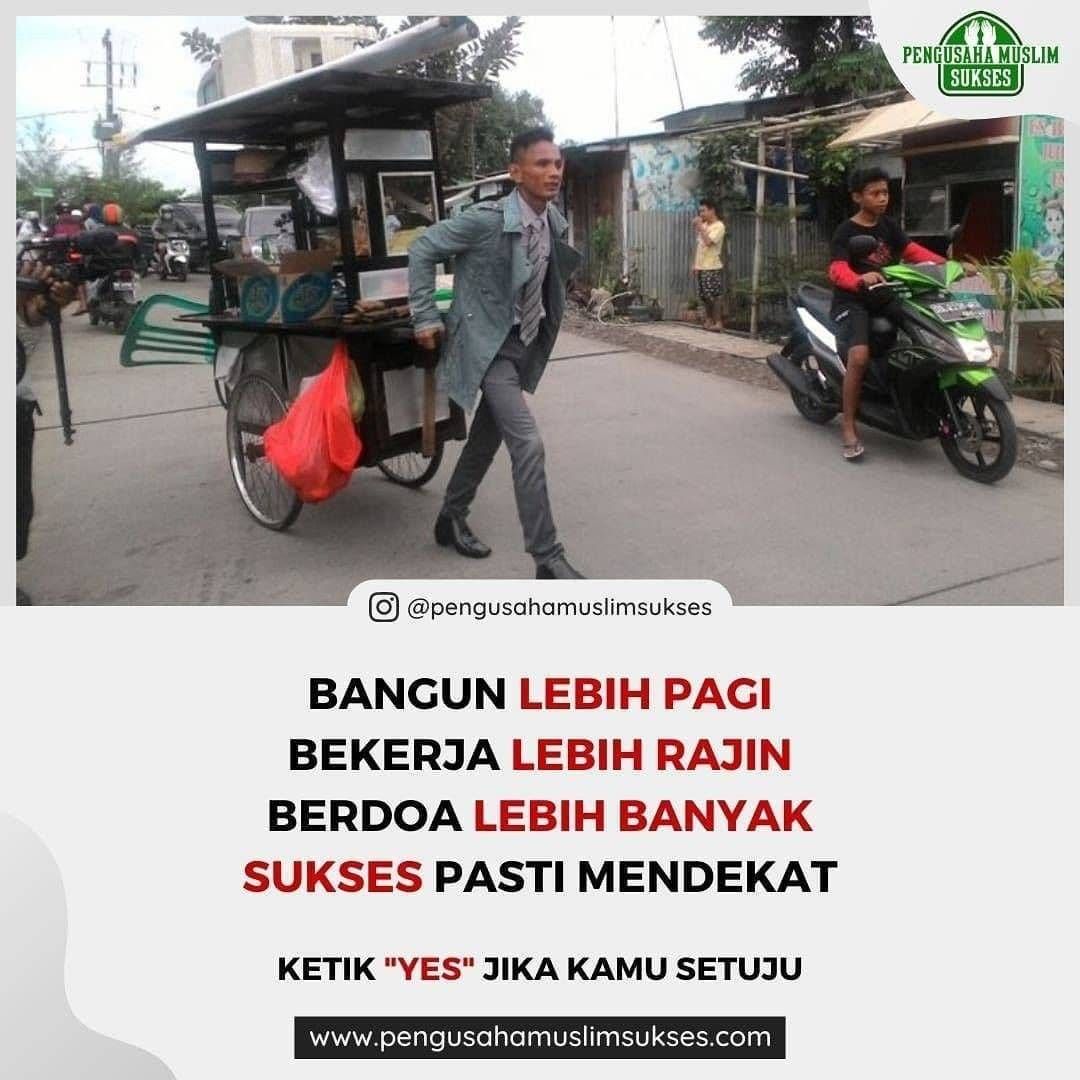 PENGUSAHA MUSLIM
SUKSES
@pengusahamuslimsukses
BANGUN LEBIH PAGI
BEKERJA LEBIH RAJIN
BERDOA LEBIH BANYAK
SUKSES PASTI MENDEKAT
KETIK "YES" JIKA KAMU SETUJU
www.pengusahamuslimsukses.com